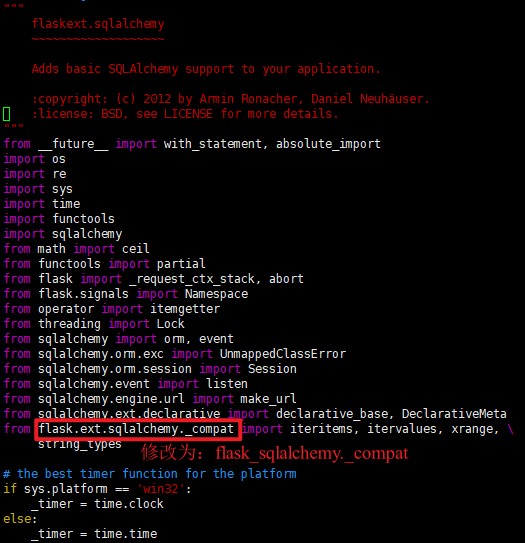 """
flaskext.sqlalchemy
~~~~~~~~~~~~~~~~~~~
Adds basic SQLAlchemy support to your application.
:copyright: (c) 2012 by Armin Ronacher, Daniel Neuhäuser.
:license: BSD, see LICENSE for more details.
"""
from __future__ import with_statement, absolute_import
import os
import re
import sys
import time
import functools
import sqlalchemy
from math import ceil
from functools import partial
from flask import _request_ctx_stack, abort
from flask.signals import Namespace
from operator import itemgetter
from threading import Lock
from sqlalchemy import orm, event
from sqlalchemy.orm.exc import UnmappedClassError
from sqlalchemy.orm.session import Session
from sqlalchemy.event import listen
from sqlalchemy.engine.url import make_url
from sqlalchemy.ext.declarative import declarative_base, DeclarativeMeta
from flask.ext.sqlalchemy._compat import iteritems, itervalues, xrange, \
string_types
修改为：flask_sqlalchemy._compat
# the best timer function for the platform
if sys.platform == 'win32':
_timer = time.clock
else:
_timer = time.time